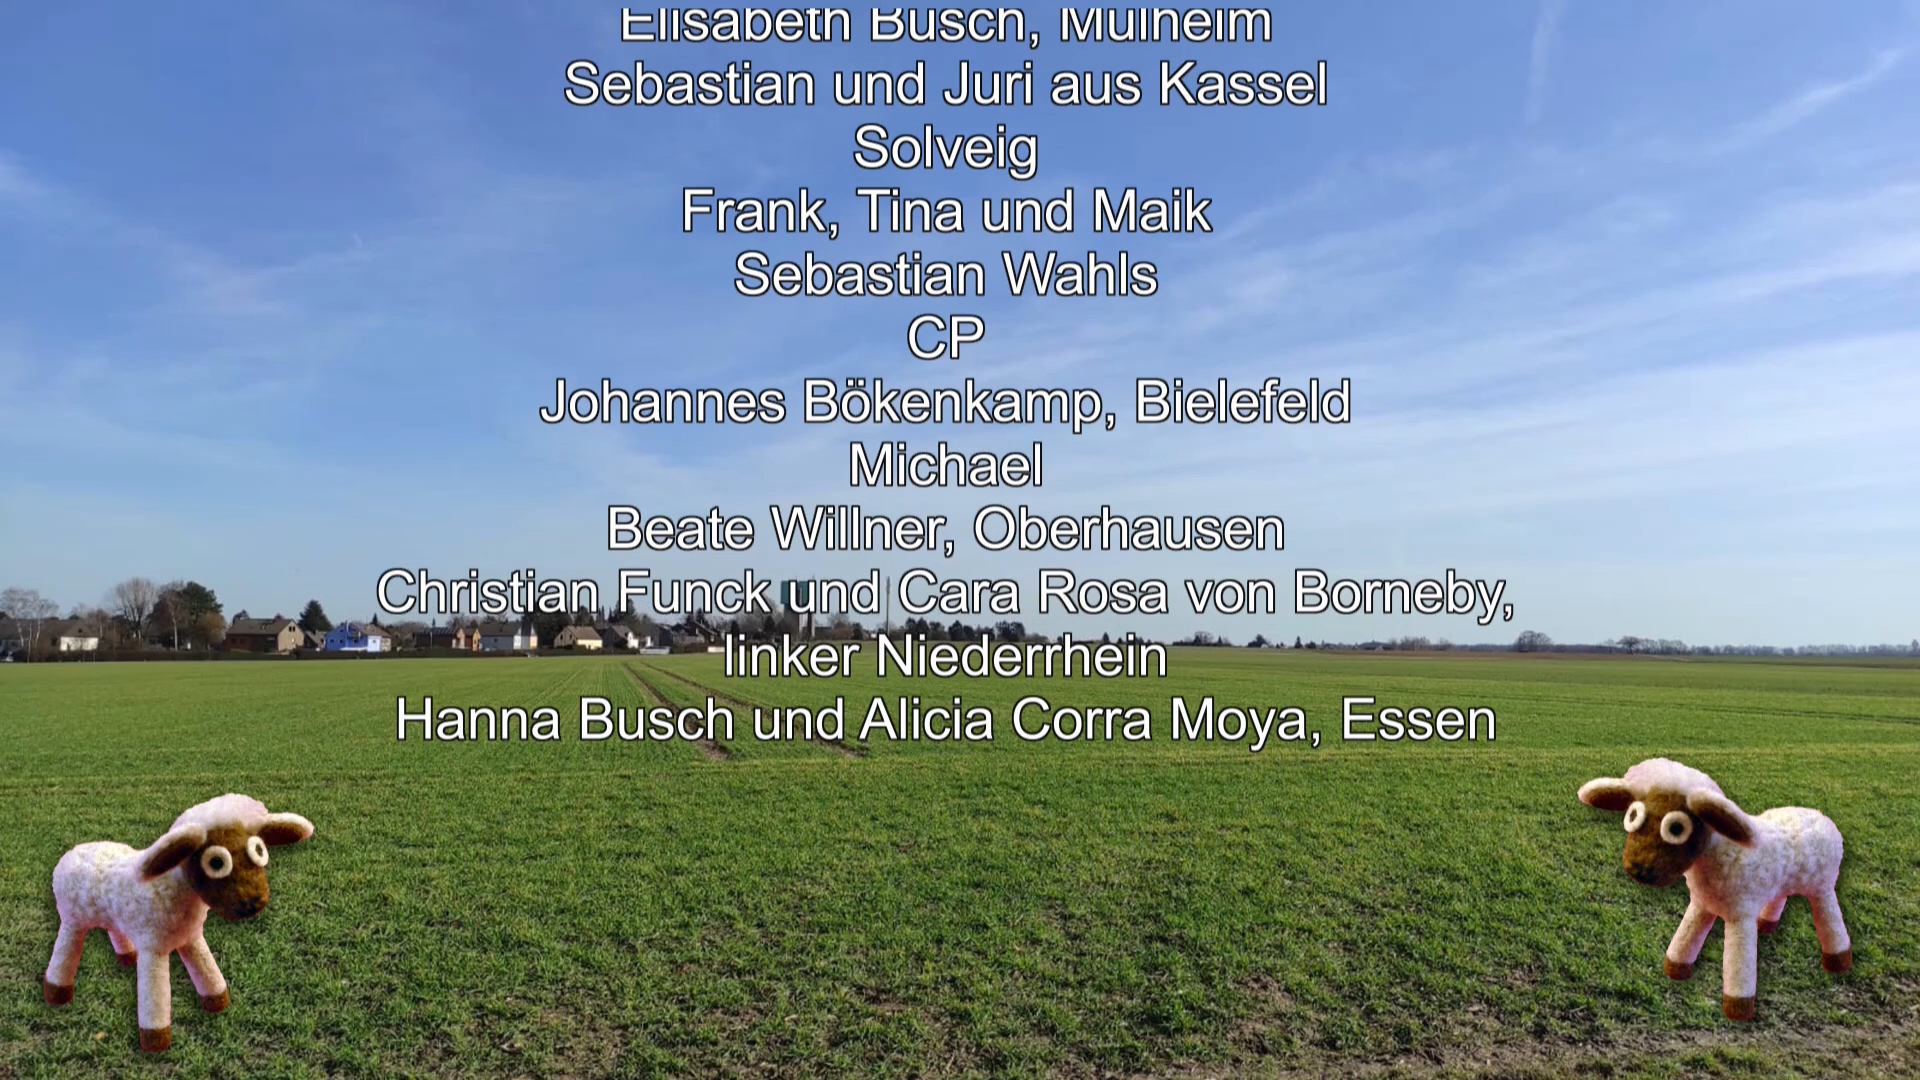 Elisabeth Busch, Mülheim
Sebastian und Juri aus Kassel
Solveig
Frank, Tina und Maik
Sebastian Wahls
CP
Johannes Bökenkamp, Bielefeld
Michael
Beate Willner, Oberhausen
Christian Funck und Cara Rosa von Borneby,
linker Niederrhein
Hanna Busch und Alicia Corra Moya, Essen